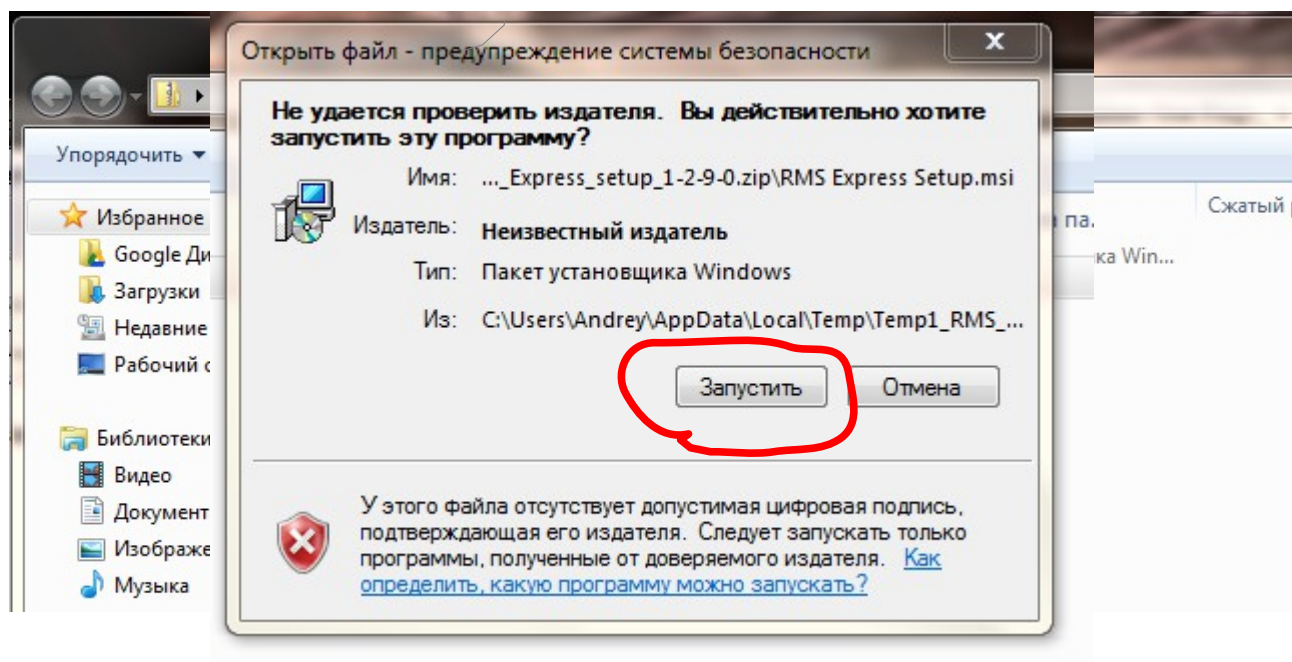 Открыть файл - предупреждение системы безопасности
x
Не удается проверить издателя. Вы действительно хотите
запустить эту программу?
Упорядочить
Имя: ..._Express_setup_1-2-9-0.zip\RMS Express Setup.msi
Избранное
па.
Сжатый
Издатель: Неизвестный издатель
Google Ди
ка Win...
Тип: Пакет установщика Windows
Загрузки
Из: C:\Users\Andrey\AppData\Local\Temp\Temp1_RMS_...
Недавние
Рабочий с
Запустить Отмена
Библиотеки
Видео
У этого файла отсутствует допустимая цифровая подпись,
Документ
подтверждающая его издателя. Следует запускать только
Изображе
программы, полученные от доверяемого издателя. Как
Музыка
определить, какую программу можно запускать?